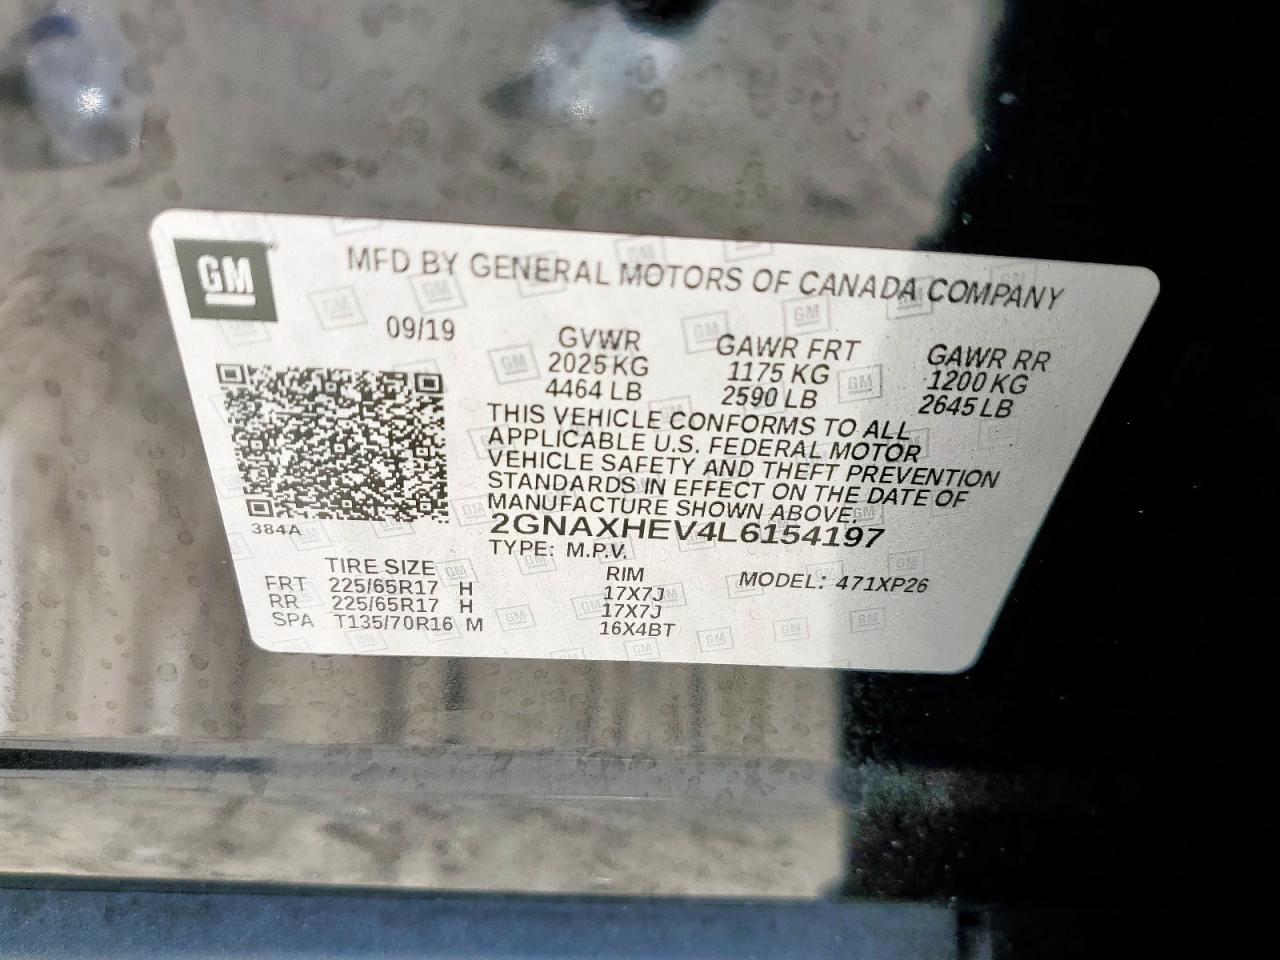 GM
MFD BY GENERAL MOTORS OF CANADA COMPANY
09/19
GVWR GAWR FRT GAWR RR
2025 KG 1175 KG 1200 KG
4464 LB 2590 LB 2645 LB
THIS VEHICLE CONFORMS TO ALL
APPLICABLE U.S. FEDERAL MOTOR
VEHICLE SAFETY AND THEFT PREVENTION
STANDARDS IN EFFECT ON THE DATE OF
MANUFACTURE SHOWN ABOVE.
384A
2GNAXHEV4L6154197
TYPE: M.P.V.
TIRE SIZE RIM MODEL: 471XP26
FRT 225/65R17 H 17X7J
RR 225/65R17 H 17X7J
SPA T135/70R16 M 16X4BT